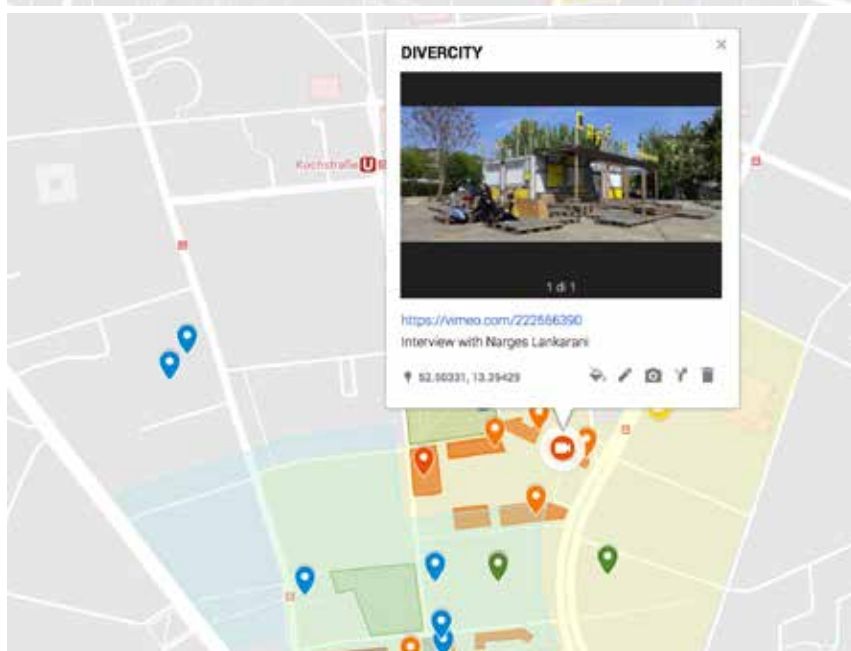 DIVERCITY
Kochstraße U
1 di 1
https://vimeo.com/222686390
Interview with Narges Lankarani
52.50331, 13.39429